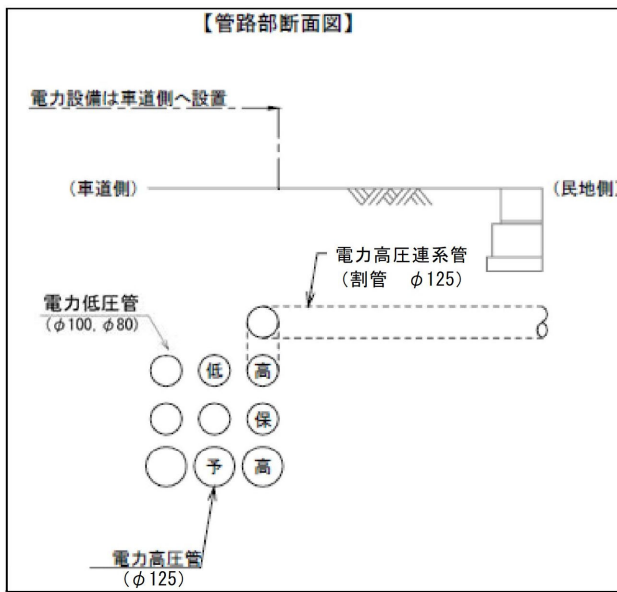 【管路部断面図】
電力設備は車道側へ設置
（車道側）
（民地側）
電力高圧連系管
（割管　φ125）
電力低圧管
（φ100, φ80）
低
高
保
予
高
電力高圧管
（φ125）